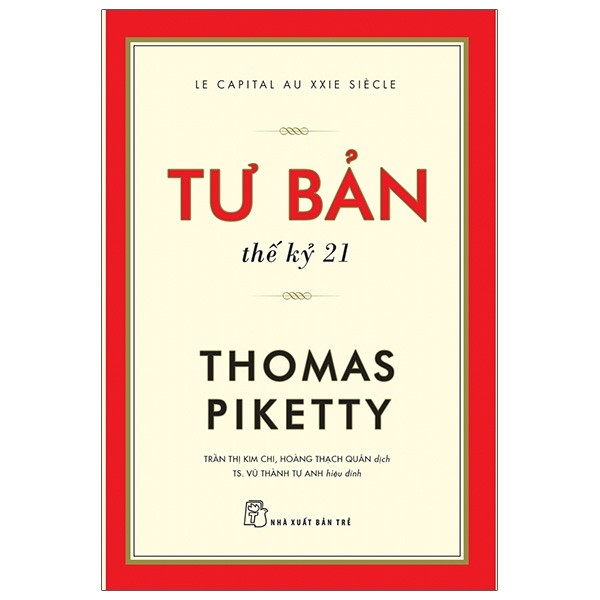 LE CAPITAL AU XXIE SIÈCLE
TƯ BẢN
thế kỷ 21
THOMAS
PIKETTY
TRẦN THỊ KIM CHI, HOÀNG THẠCH QUÂN dịch
TS. VŨ THÀNH TỰ ANH hiệu đính
NHÀ XUẤT BẢN TRẺ